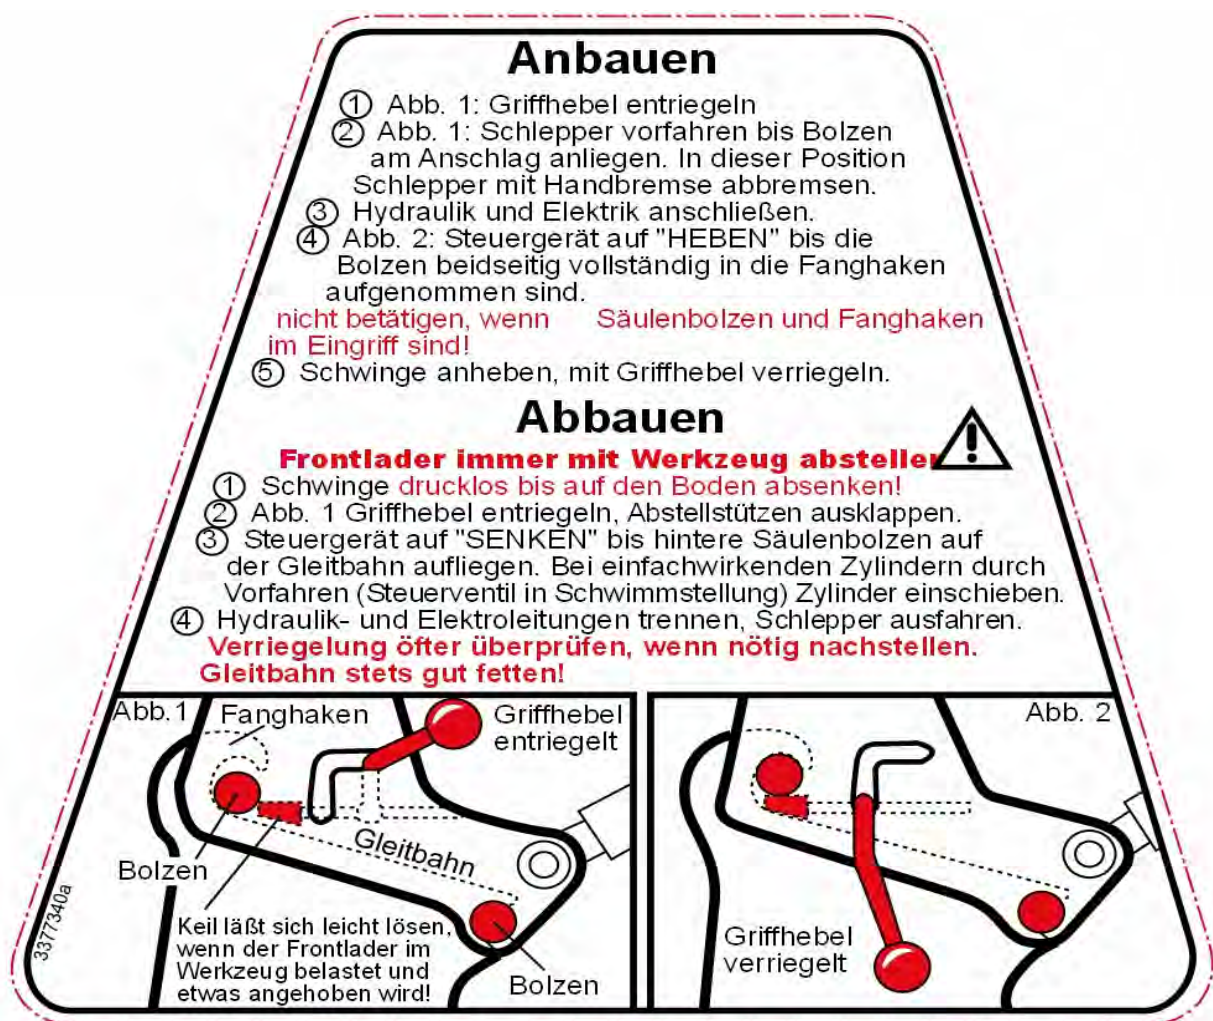 Anbauen
① Abb. 1: Griffhebel entriegeln
② Abb. 1: Schlepper vorfahren bis Bolzen
am Anschlag anliegen. In dieser Position
Schlepper mit Handbremse abbremsen.
③ Hydraulik und Elektrik anschließen.
④ Abb. 2: Steuergerät auf "HEBEN" bis die
Bolzen beidseitig vollständig in die Fanghaken
aufgenommen sind.
nicht betätigen, wenn Säulenbolzen und Fanghaken
im Eingriff sind!
⑤ Schwinge anheben, mit Griffhebel verriegeln.
Abbauen
Frontlader immer mit Werkzeug abstellen
① Schwinge drucklos bis auf den Boden absenken!
② Abb. 1 Griffhebel entriegeln, Abstellstützen ausklappen.
③ Steuergerät auf "SENKEN" bis hintere Säulenbolzen auf
der Gleitbahn aufliegen. Bei einfachwirkenden Zylindern durch
Vorfahren (Steuerventil in Schwimmstellung) Zylinder einschieben.
④ Hydraulik- und Elektroleitungen trennen, Schlepper ausfahren.
Verriegelung öfter überprüfen, wenn nötig nachstellen.
Gleitbahn stets gut fetten!
Abb.1
Fanghaken
Griffhebel
entriegelt
Gleitbahn
Bolzen
Keil läßt sich leicht lösen,
wenn der Frontlader im
Werkzeug belastet und
etwas angehoben wird!
Bolzen
3377340a
Abb. 2
Griffhebel
verriegelt